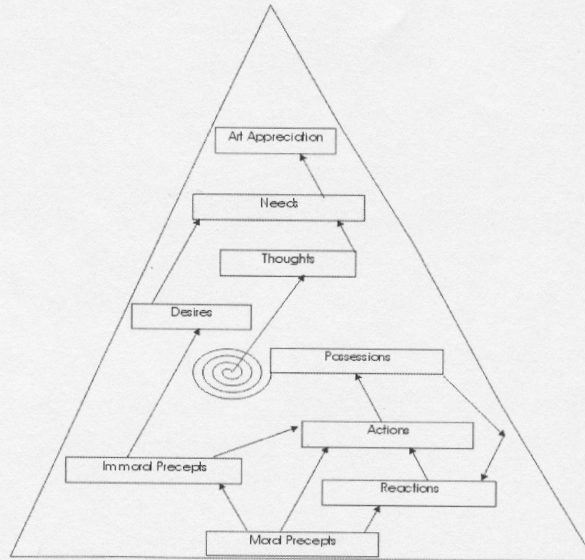 Art Appreciation
Needs
Thoughts
Desires
Possessions
Actions
Immoral Precepts
Reactions
Moral Precepts